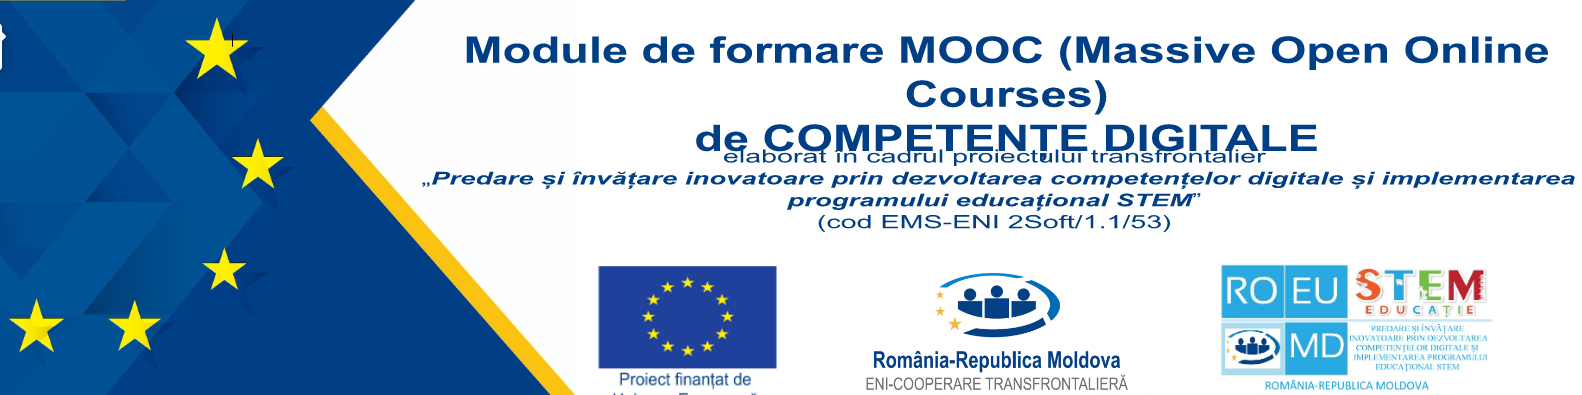 Module de formare MOOC (Massive Open Online
Courses)
de COMPETENȚE DIGITALE
elaborat în cadrul proiectului transfrontalier
„Predare și învățare inovatoare prin dezvoltarea competențelor digitale și implementarea
programului educațional STEM”
(cod EMS-ENI 2Soft/1.1/53)
Proiect finanțat de
România-Republica Moldova
ENI-COOPERARE TRANSFRONTALIERĂ
RO EU STEM
EDUCAȚIE
MD
PREDARE ȘI ÎNVĂȚARE
INOVATOARE PRIN DEZVOLTAREA
COMPETENȚELOR DIGITALE ȘI
IMPLEMENTAREA PROGRAMULUI
EDUCAȚIONAL STEM
ROMÂNIA-REPUBLICA MOLDOVA